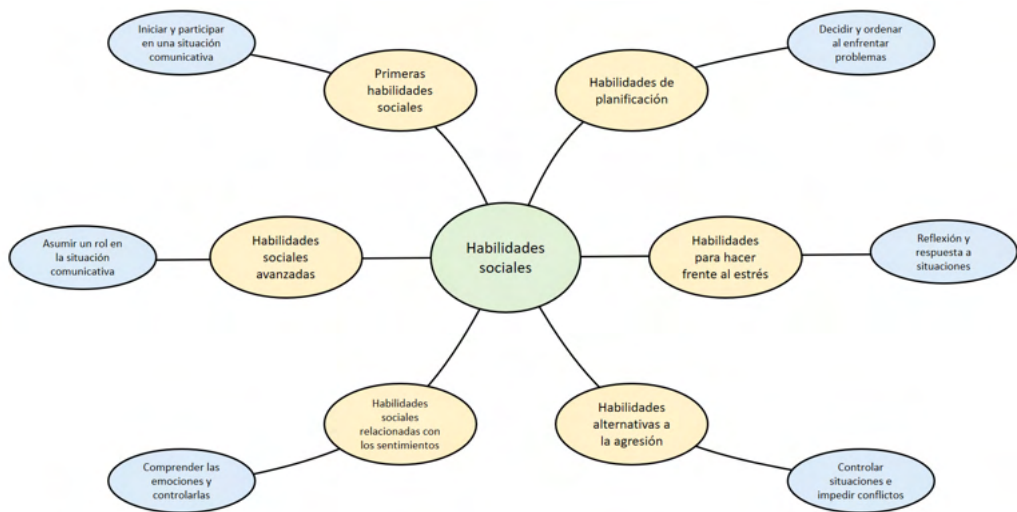 Iniciar y participar
en una situación
comunicativa
Decidir y ordenar
al enfrentar
problemas
Primeras
habilidades
sociales
Habilidades de
planificación
Asumir un rol en
la situación
comunicativa
Habilidades
sociales
avanzadas
Habilidades
sociales
Habilidades
para hacer
frente al estrés
Reflexión y
respuesta a
situaciones
Habilidades
sociales
relacionadas con
los sentimientos
Habilidades
alternativas a
la agresión
Comprender las
emociones y
controlarlas
Controlar
situaciones e
impedir conflictos